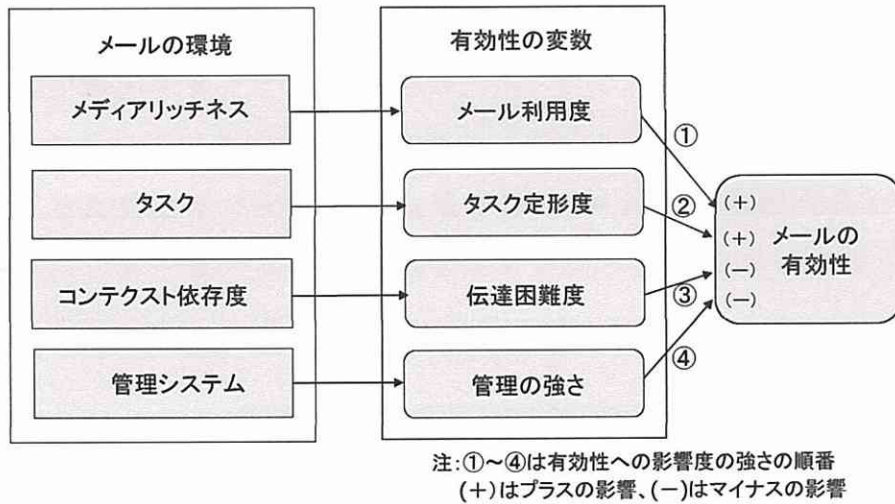 メールの環境
有効性の変数
メディアリッチネス
メール利用度
①
タスク
タスク定形度
②
コンテクスト依存度
伝達困難度
③
管理システム
管理の強さ
④
(+)
(+)
(-)
(-)
メールの
有効性
注:①~④は有効性への影響度の強さの順番
(+)はプラスの影響、(-)はマイナスの影響